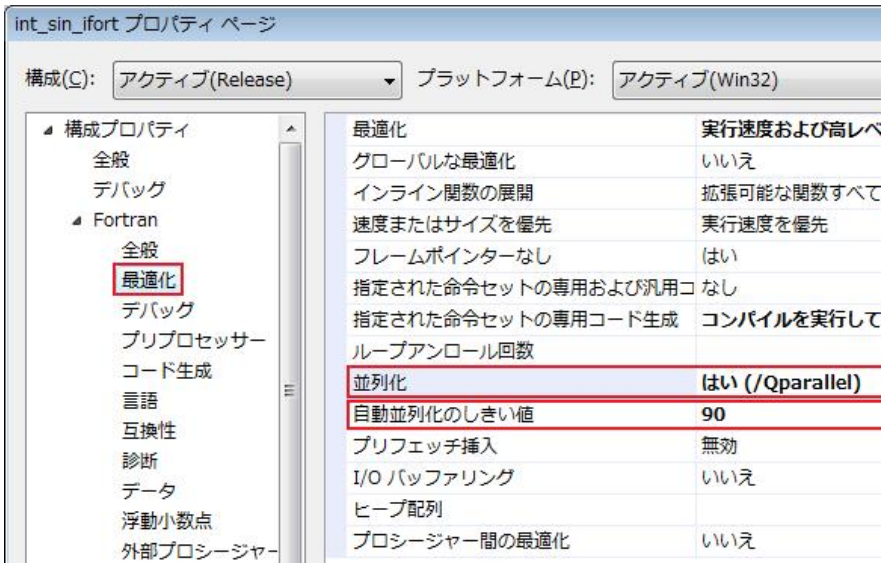 int_sin_ifort プロパティ ページ
構成(C): アクティブ(Release) プラットフォーム(P): アクティブ(Win32)
構成プロパティ
全般
デバッグ
Fortran
全般
最適化
デバッグ
プリプロセッサー
コード生成
言語
互換性
診断
データ
浮動小数点
外部プロシージャー
最適化 実行速度および高レベ
グローバルな最適化 いいえ
インライン関数の展開 拡張可能な関数すべて
速度またはサイズを優先 実行速度を優先
フレームポインターなし はい
指定された命令セットの専用および汎用コ なし
指定された命令セットの専用コード生成 コンパイルを実行して
ループアンロール回数
並列化 はい (/Qparallel)
自動並列化のしきい値 90
プリフェッチ挿入 無効
I/O バッファリング いいえ
ヒープ配列
プロシージャー間の最適化 いいえ